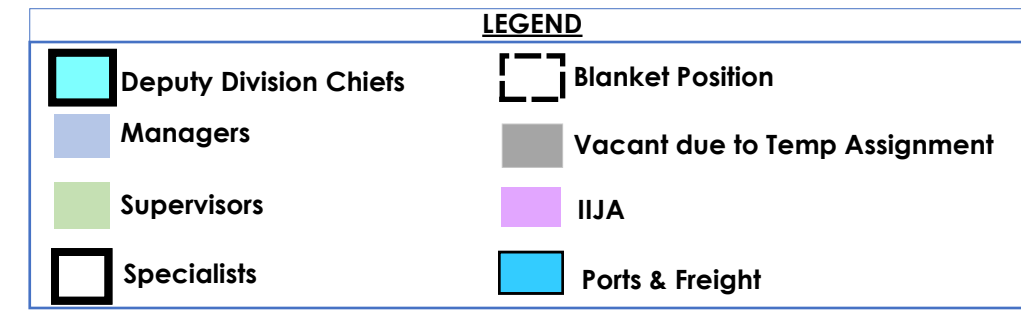 LEGEND
Deputy Division Chiefs
Blanket Position
Managers
Vacant due to Temp Assignment
Supervisors
IIJA
Specialists
Ports & Freight